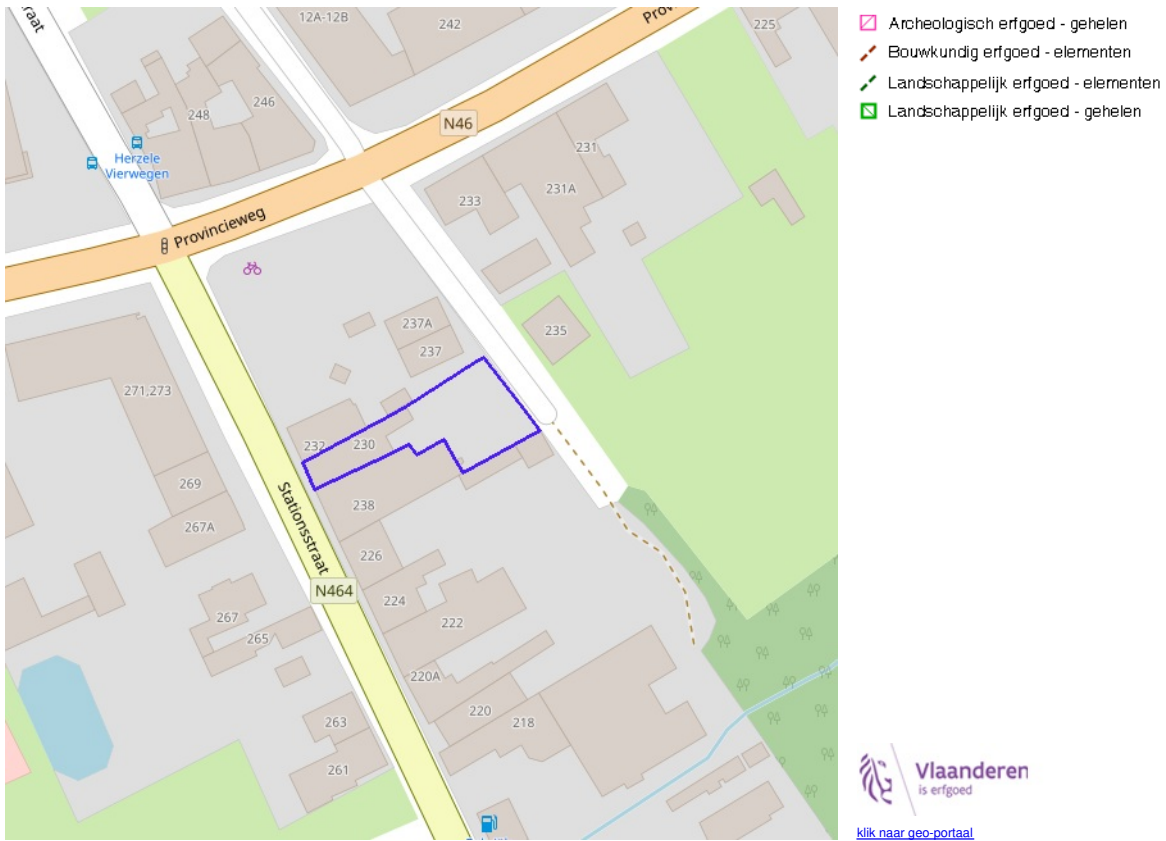 raat
12A-12B
242
Prov
225
248
246
N46
Herzele
Vierwegen
231
231A
233
Provincieweg
235
237A
237
271,273
232
230
269
238
267A
Stationsstraat
226
N464
224
267
222
265
220A
220
218
263
261
Archeologisch erfgoed - gehelen
Bouwkundig erfgoed - elementen
Landschappelijk erfgoed - elementen
Landschappelijk erfgoed - gehelen
Vlaanderen
is erfgoed
klik naar geo-portaal